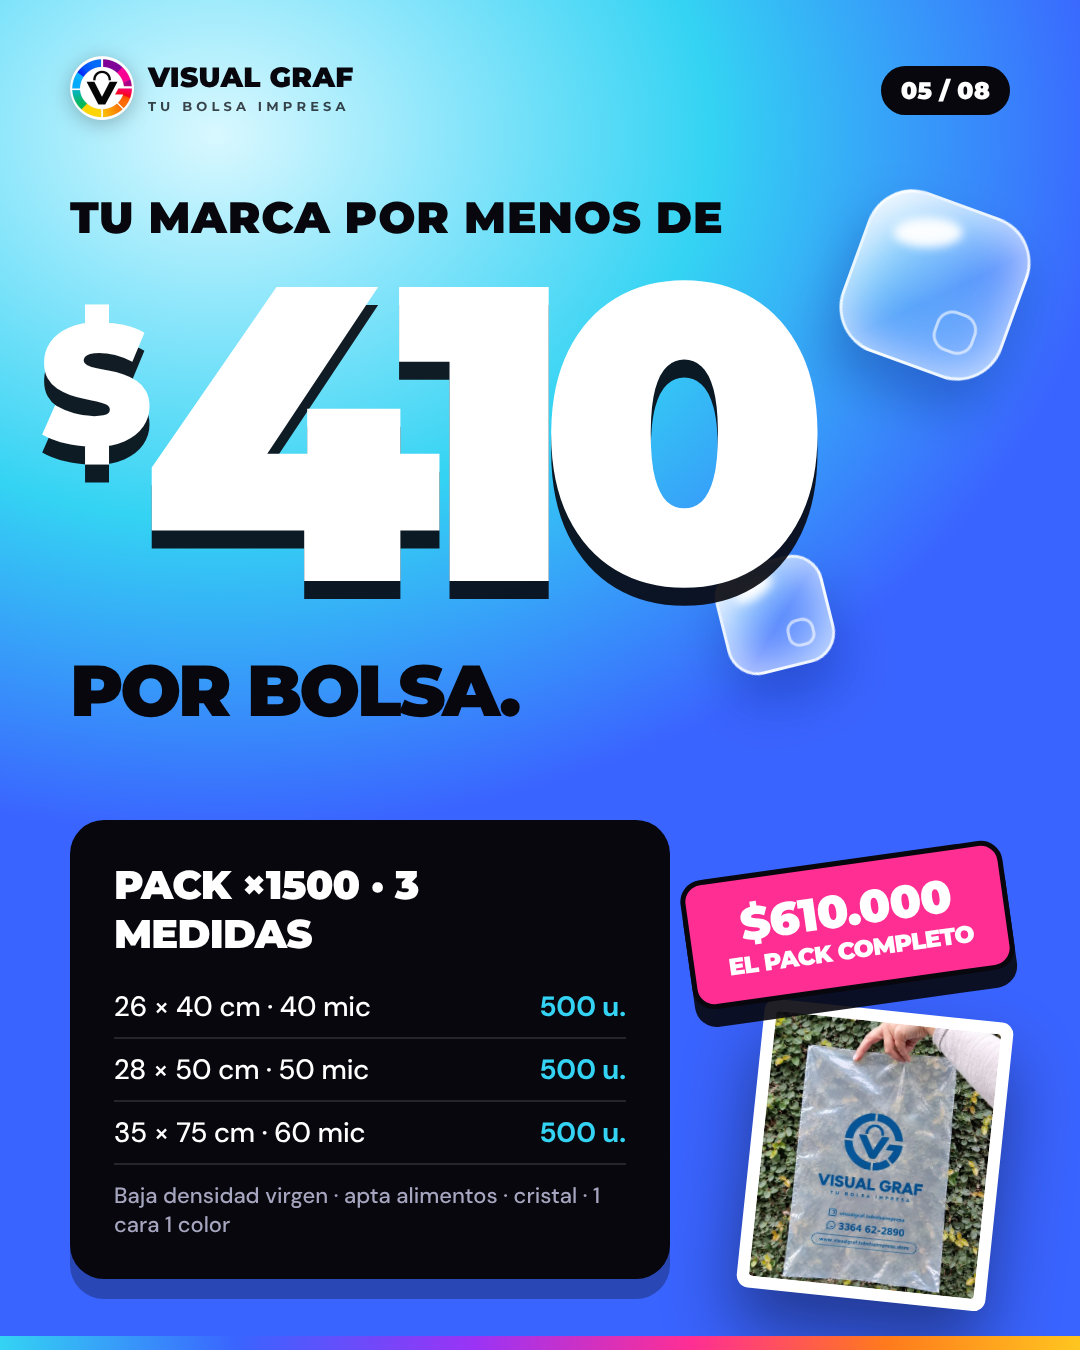 VISUAL GRAF
TU BOLSA IMPRESA
05 / 08
TU MARCA POR MENOS DE
$410
POR BOLSA.
PACK ×1500 • 3
MEDIDAS
26 × 40 cm · 40 mic 500 u.
28 × 50 cm · 50 mic 500 u.
35 × 75 cm · 60 mic 500 u.
Baja densidad virgen · apta alimentos · cristal · 1
cara 1 color
$610.000
EL PACK COMPLETO
VISUAL GRAF
TU BOLSA IMPRESA
3364 62-2890